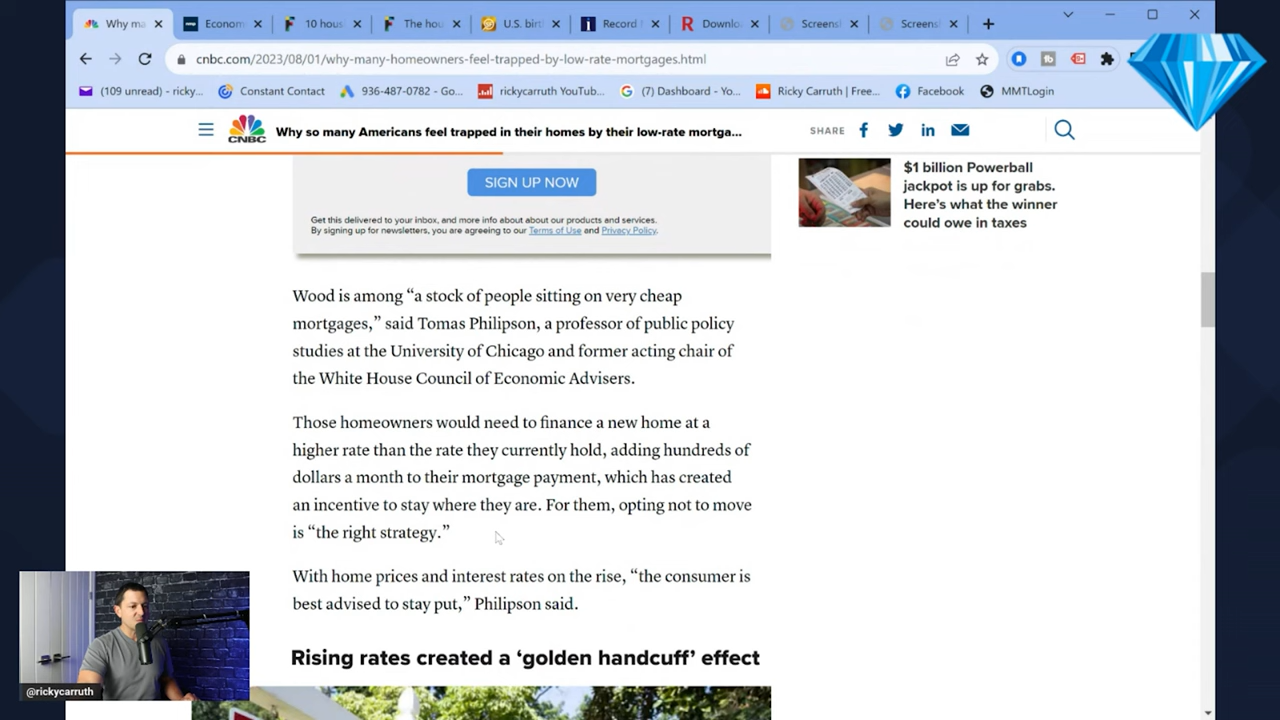 Why ma
Econom
10 hous
The hou
U.S. birt
Record
Downlo
Screensl
Screensl
cnbc.com/2023/08/01/why-many-homeowners-feel-trapped-by-low-rate-mortgages.html
(109 unread) - ricky...
Constant Contact
936-487-0782 - Go...
rickycarruth YouTub...
(7) Dashboard - Yo...
Ricky Carruth | Free...
Facebook
MMTLogin
CNBC
Why so many Americans feel trapped in their homes by their low-rate mortga...
SHARE
SIGN UP NOW
Get this delivered to your inbox, and more info about about our products and services.
By signing up for newsletters, you are agreeing to our Terms of Use and Privacy Policy.
$1 billion Powerball
jackpot is up for grabs.
Here's what the winner
could owe in taxes
Wood is among “a stock of people sitting on very cheap
mortgages,” said Tomas Philipson, a professor of public policy
studies at the University of Chicago and former acting chair of
the White House Council of Economic Advisers.
Those homeowners would need to finance a new home at a
higher rate than the rate they currently hold, adding hundreds of
dollars a month to their mortgage payment, which has created
an incentive to stay where they are. For them, opting not to move
is “the right strategy.”
With home prices and interest rates on the rise, “the consumer is
best advised to stay put,” Philipson said.
Rising rates created a ‘golden handcuff’ effect
@rickycarruth